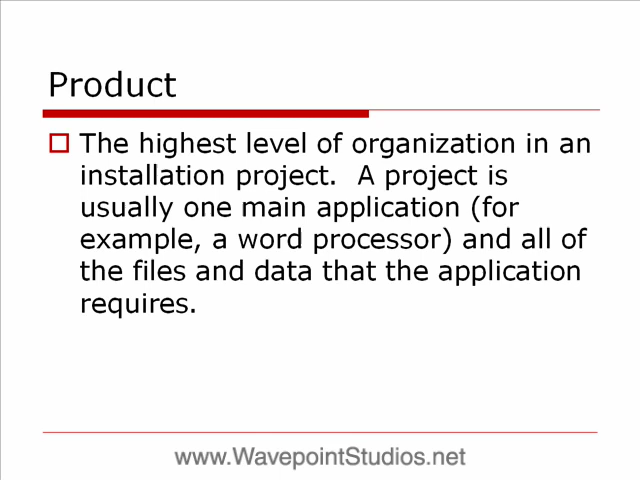 Product
The highest level of organization in an
installation project.  A project is
usually one main application (for
example, a word processor) and all of
the files and data that the application
requires.
www.WavepointStudios.net